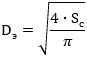 Dэ = √(4 · Sс / π)